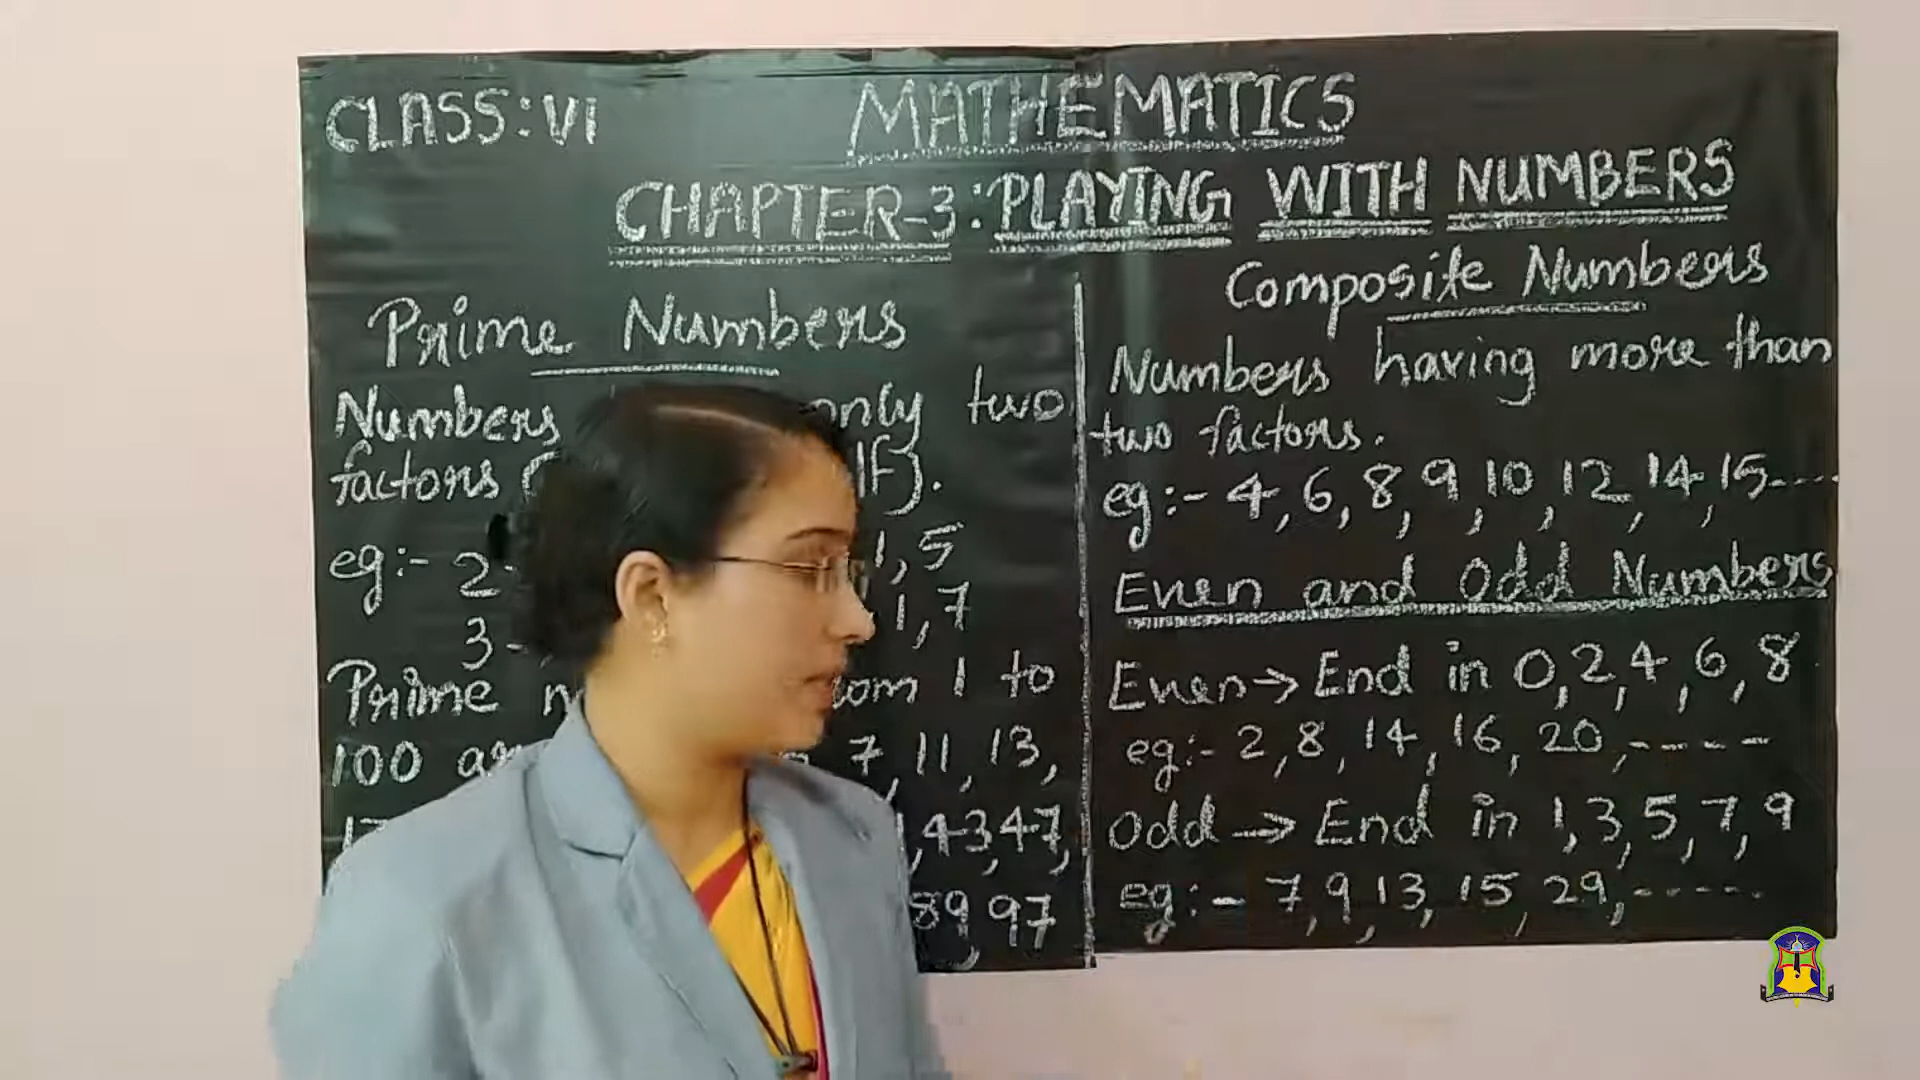 CLASS: VI
MATHEMATICS
CHAPTER-3: PLAYING WITH NUMBERS
Prime Numbers
Numbers only two
factors
eg:- 2 1, 5
3 - 1, 7
Prime 1 to
100 7, 11, 13,
43, 47,
89, 97
Composite Numbers
Numbers having more than
two factors.
eg:- 4, 6, 8, 9, 10, 12, 14, 15----
Even and Odd Numbers
Even → End in 0, 2, 4, 6, 8
eg:- 2, 8, 14, 16, 20, - - - -
Odd → End in 1, 3, 5, 7, 9
eg:- 7, 9, 13, 15, 29, - - - - -